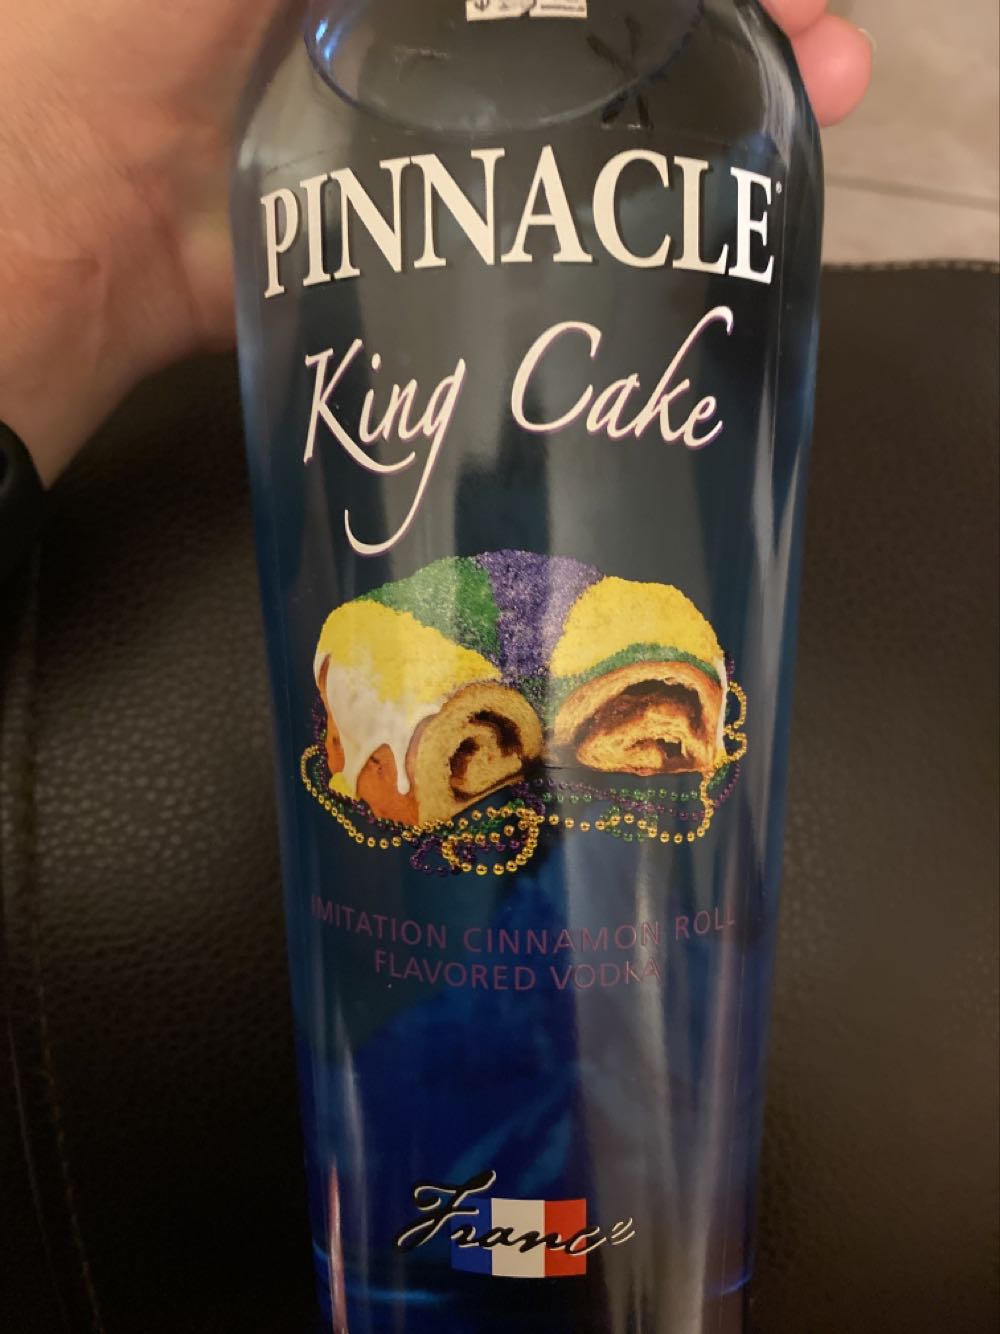 PINNACLE®
King Cake
IMITATION CINNAMON ROLL
FLAVORED VODKA
France